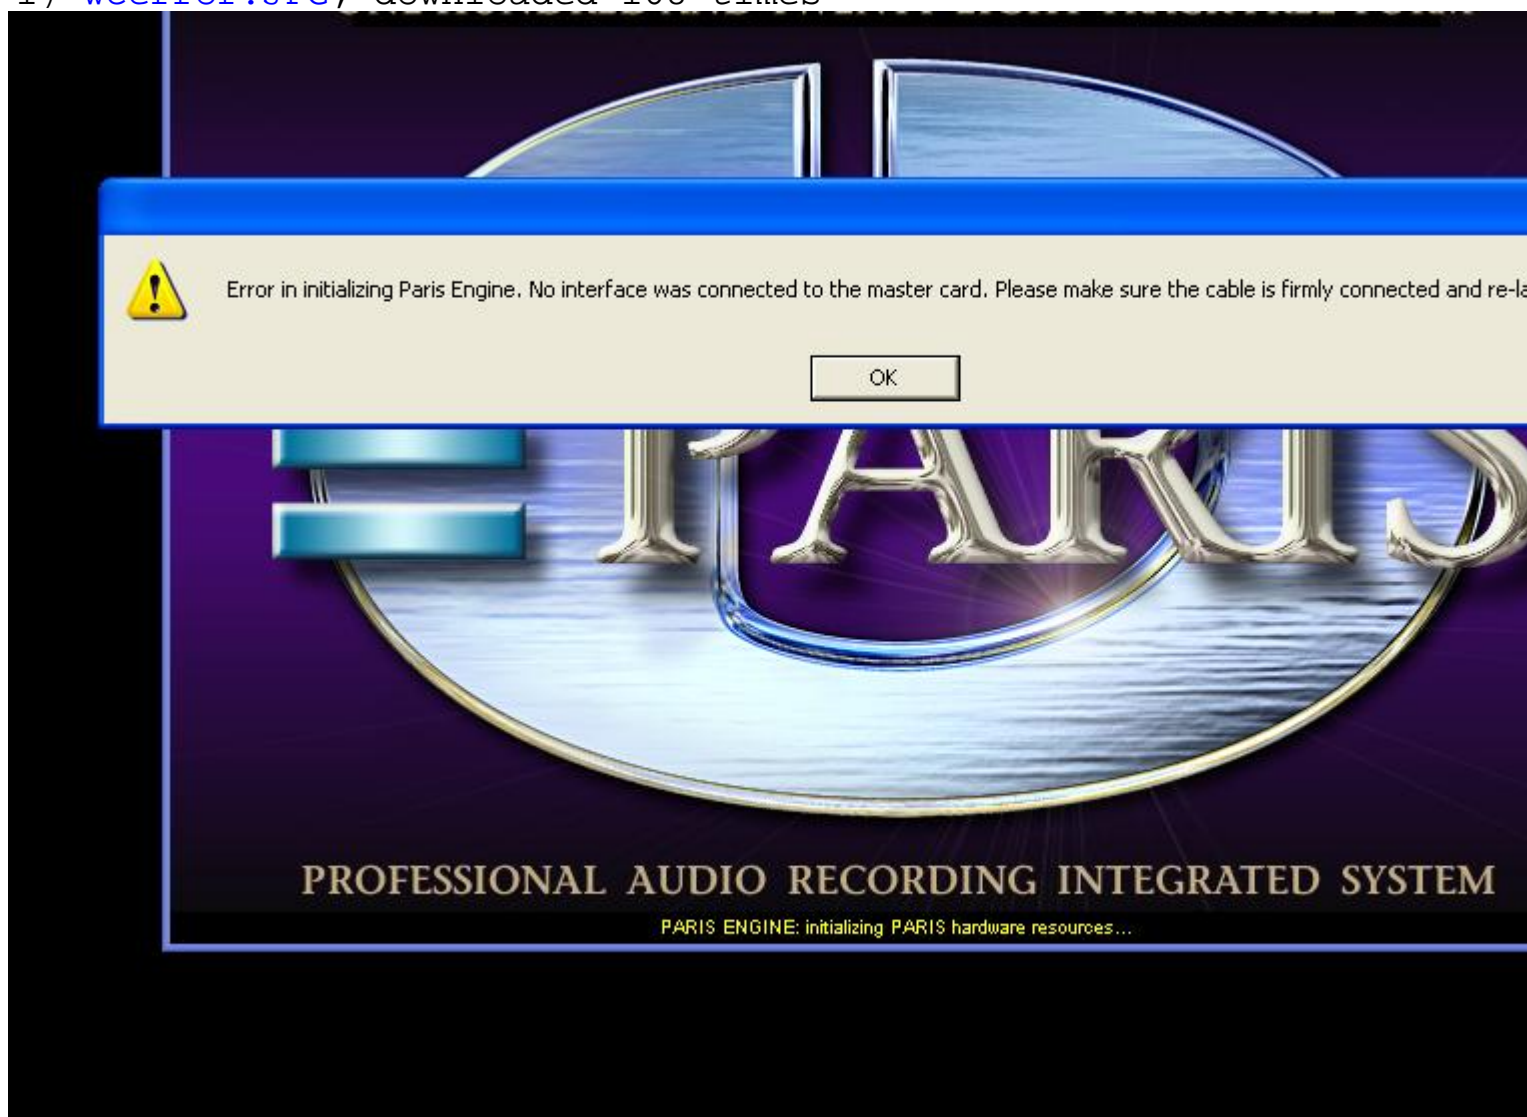 Error in initializing Paris Engine. No interface was connected to the master card. Please make sure the cable is firmly connected and re-la
OK
PARIS
PROFESSIONAL AUDIO RECORDING INTEGRATED SYSTEM
PARIS ENGINE: initializing PARIS hardware resources...